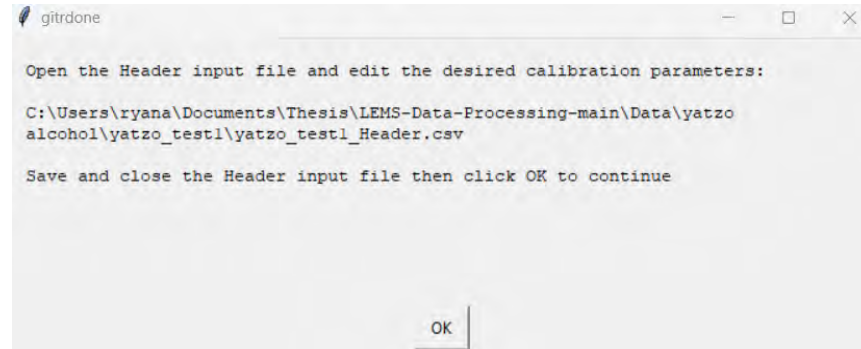 gitrdone
Open the Header input file and edit the desired calibration parameters:
C:\Users\ryana\Documents\Thesis\LEMS-Data-Processing-main\Data\yatzo
alcohol\yatzo_test1\yatzo_test1_Header.csv
Save and close the Header input file then click OK to continue
OK